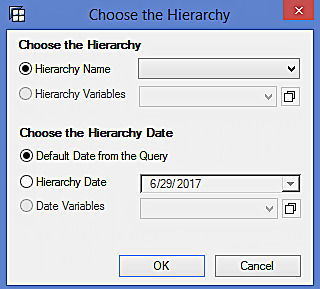 Choose the Hierarchy
Choose the Hierarchy
Hierarchy Name
Hierarchy Variables
Choose the Hierarchy Date
Default Date from the Query
Hierarchy Date 6/29/2017
Date Variables
OK Cancel